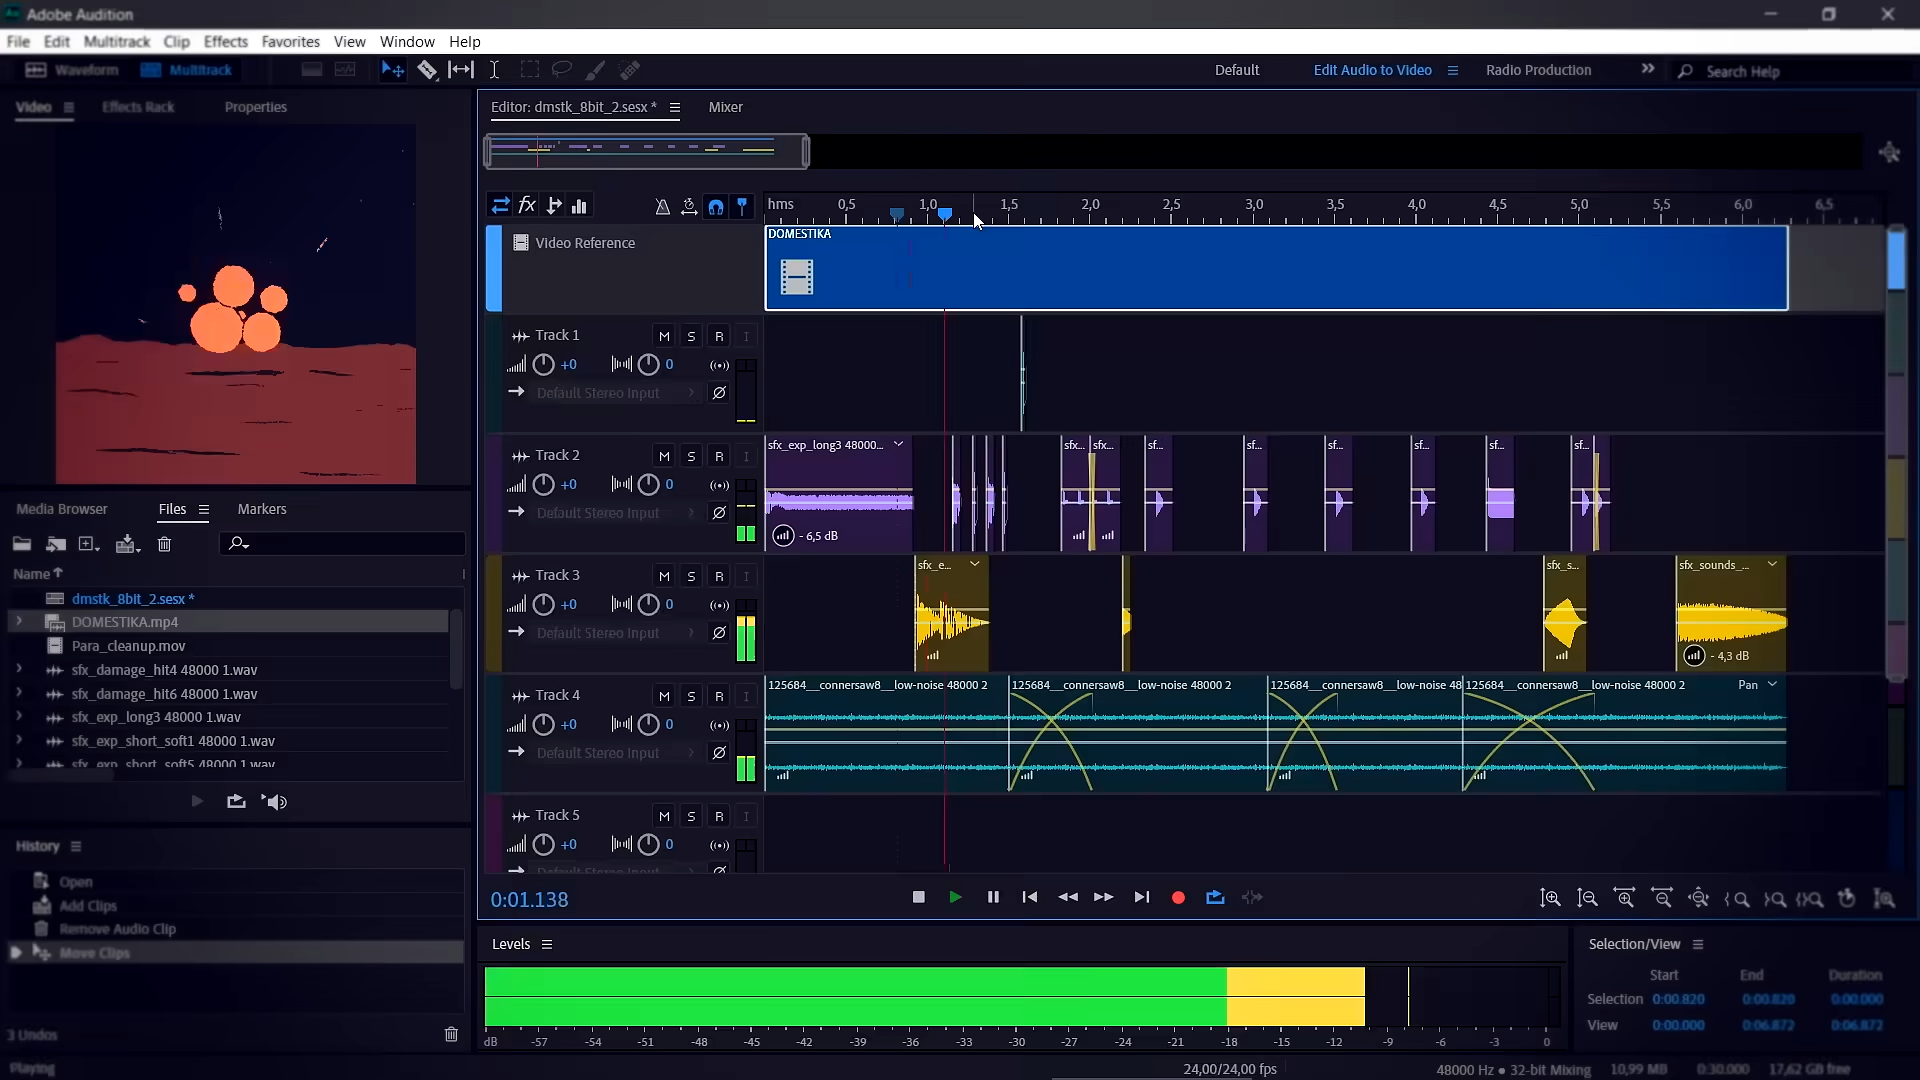 Adobe Audition
File Edit Multitrack Clip Effects Favorites View Window Help
Waveform Multitrack
Default Edit Audio to Video Radio Production Search Help
Video Effects Rack Properties
Editor: dmstk_8bit_2.sesx * Mixer
hms 0,5 1,0 1,5 2,0 2,5 3,0 3,5 4,0 4,5 5,0 5,5 6,0 6,5
fx
Video Reference
DOMESTIKA
Track 1 M S R I
+0 0
Default Stereo Input
Track 2 M S R I
+0 0
Default Stereo Input
sfx_exp_long3 48000... sfx... sfx... sf... sf... sf... sf... sf... sf...
- 6,5 dB
Track 3 M S R I
+0 0
Default Stereo Input
sfx_e... sfx_s... sfx_sounds_...
- 4,3 dB
Track 4 M S R I
+0 0
Default Stereo Input
125684__connersaw8__low-noise 48000 2 125684__connersaw8__low-noise 48000 2 125684__connersaw8__low-noise 48 125684__connersaw8__low-noise 48000 2 Pan
Track 5 M S R I
+0 0
Default Stereo Input
Media Browser Files Markers
Name
dmstk_8bit_2.sesx *
DOMESTIKA.mp4
Para_cleanup.mov
sfx_damage_hit4 48000 1.wav
sfx_damage_hit6 48000 1.wav
sfx_exp_long3 48000 1.wav
sfx_exp_short_soft1 48000 1.wav
sfx_exp_short_soft5 48000 1.wav
History
Open
Add Clips
Remove Audio Clip
Move Clips
3 Undos
Playing
0:01.138
Levels
dB -57 -54 -51 -48 -45 -42 -39 -36 -33 -30 -27 -24 -21 -18 -15 -12 -9 -6 -3 0
Selection/View
Start End Duration
Selection 0:00.820 0:00.820 0:00.000
View 0:00.000 0:06.872 0:06.872
24,00/24,00 fps 48000 Hz ● 32-bit Mixing 10,99 MB 0:30.000 17,62 GB free